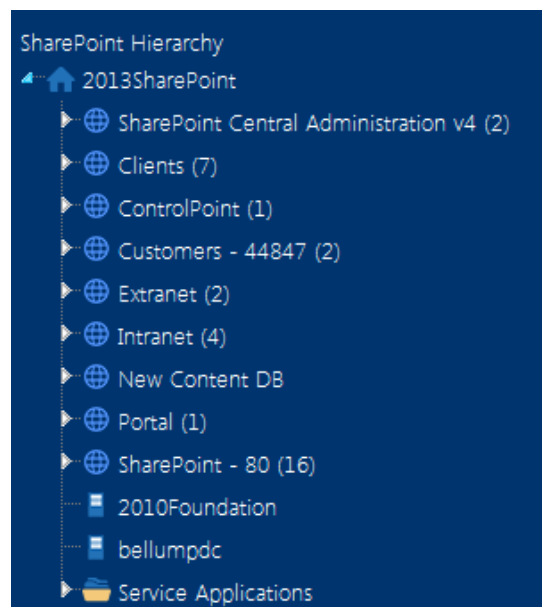 SharePoint Hierarchy
2013SharePoint
SharePoint Central Administration v4 (2)
Clients (7)
ControlPoint (1)
Customers - 44847 (2)
Extranet (2)
Intranet (4)
New Content DB
Portal (1)
SharePoint - 80 (16)
2010Foundation
bellumpdc
Service Applications